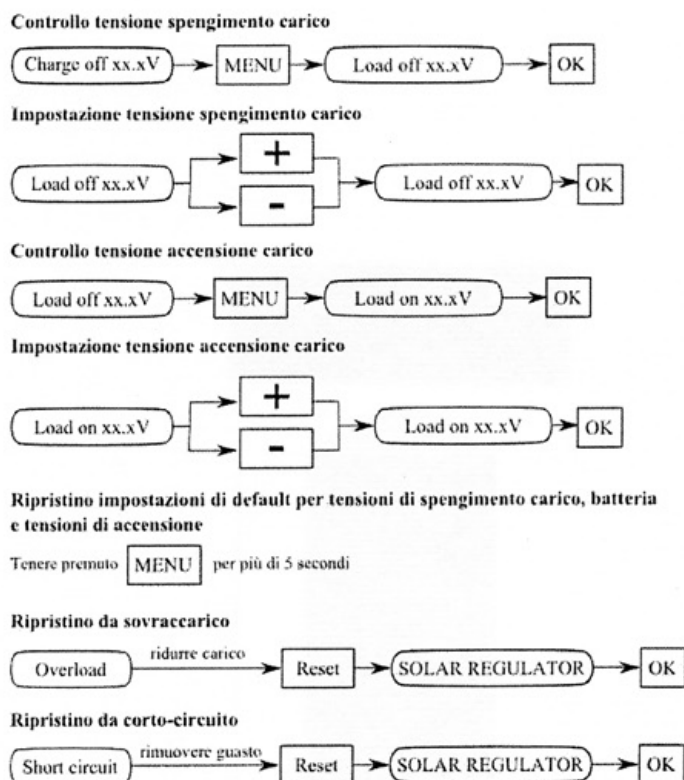 Controllo tensione spengimento carico
Charge off xx.xV MENU Load off xx.xV OK
Impostazione tensione spengimento carico
+
Load off xx.xV Load off xx.xV OK
-
Controllo tensione accensione carico
Load off xx.xV MENU Load on xx.xV OK
Impostazione tensione accensione carico
+
Load on xx.xV Load on xx.xV OK
-
Ripristino impostazioni di default per tensioni di spengimento carico, batteria
e tensioni di accensione
Tenere premuto MENU per più di 5 secondi
Ripristino da sovraccarico
Overload ridurre carico Reset SOLAR REGULATOR OK
Ripristino da corto-circuito
Short circuit rimuovere guasto Reset SOLAR REGULATOR OK